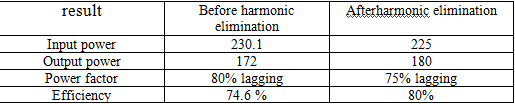 result Before harmonic elimination Afterharmonic elimination
Input power 230.1 225
Output power 172 180
Power factor 80% lagging 75% lagging
Efficiency 74.6 % 80%